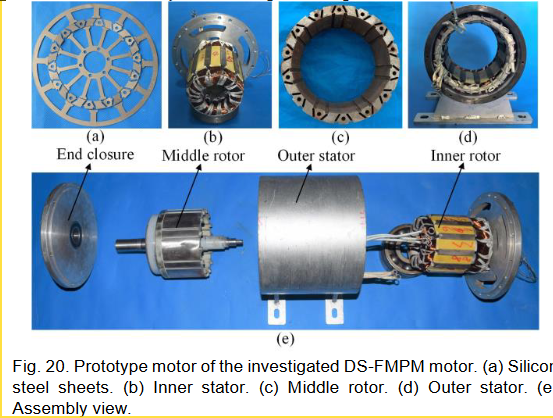 (a)
(b)
(c)
(d)
End closure
Middle rotor
Outer stator
Inner rotor
(e)
Fig. 20. Prototype motor of the investigated DS-FMPM motor. (a) Silicon
steel sheets. (b) Inner stator. (c) Middle rotor. (d) Outer stator. (e
Assembly view.